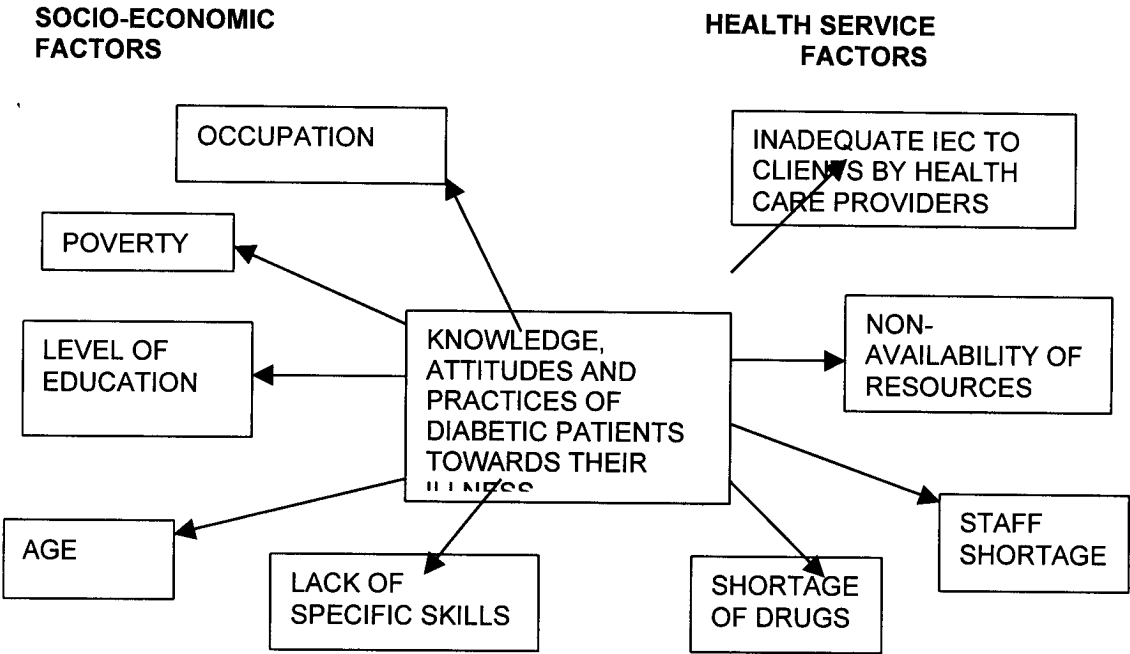 SOCIO-ECONOMIC
FACTORS
HEALTH SERVICE
FACTORS
OCCUPATION
INADEQUATE IEC TO
CLIENTS BY HEALTH
CARE PROVIDERS
POVERTY
LEVEL OF
EDUCATION
KNOWLEDGE,
ATTITUDES AND
PRACTICES OF
DIABETIC PATIENTS
TOWARDS THEIR
ILLNESS
NON-
AVAILABILITY OF
RESOURCES
AGE
LACK OF
SPECIFIC SKILLS
SHORTAGE
OF DRUGS
STAFF
SHORTAGE